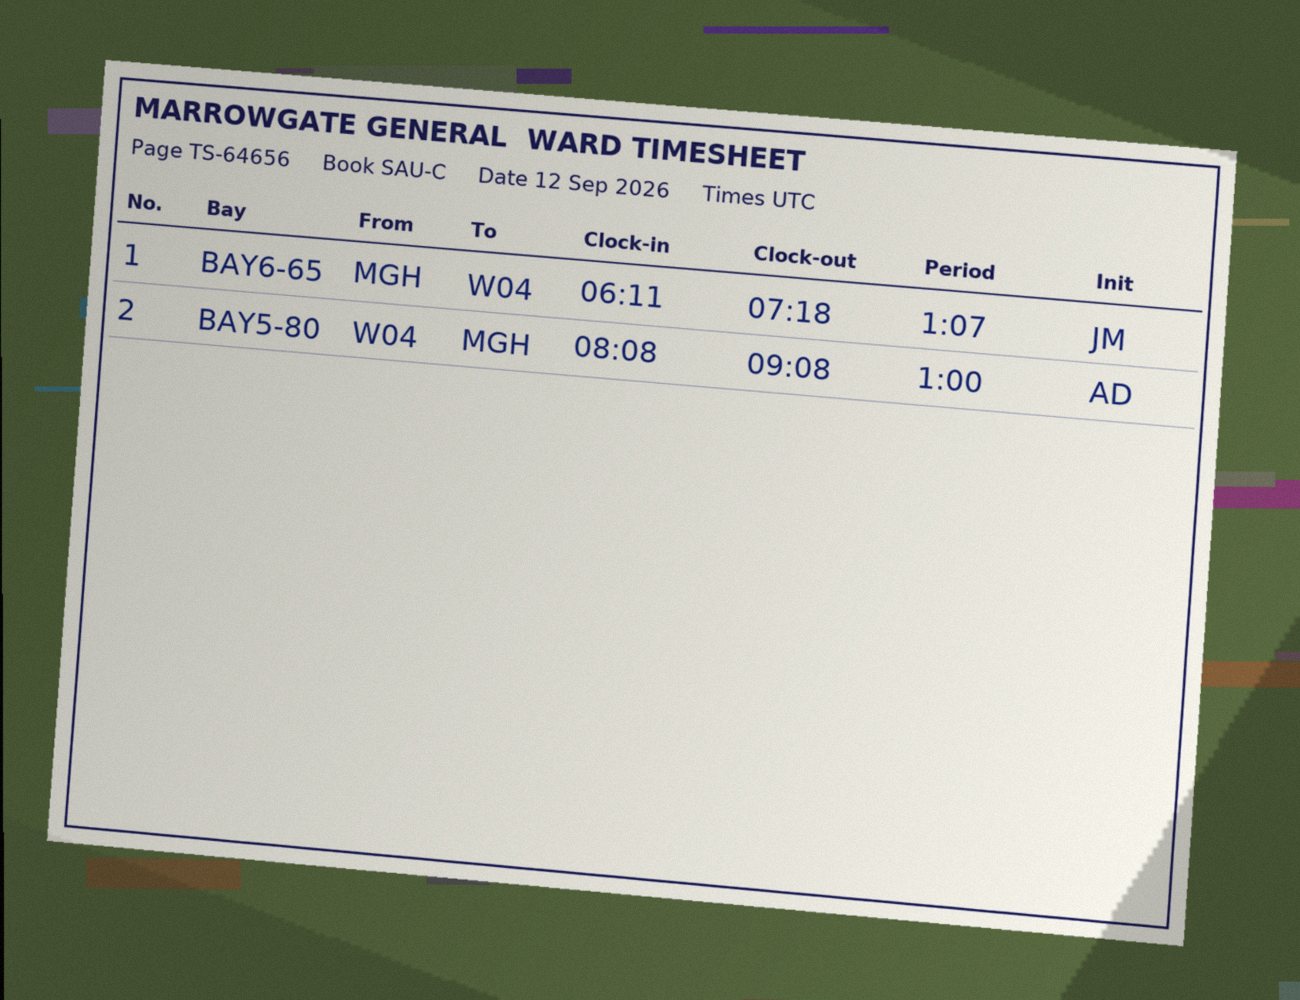 MARROWGATE GENERAL WARD TIMESHEET
Page TS-64656 Book SAU-C Date 12 Sep 2026 Times UTC
No. Bay From To Clock-in Clock-out Period Init
1 BAY6-65 MGH W04 06:11 07:18 1:07 JM
2 BAY5-80 W04 MGH 08:08 09:08 1:00 AD